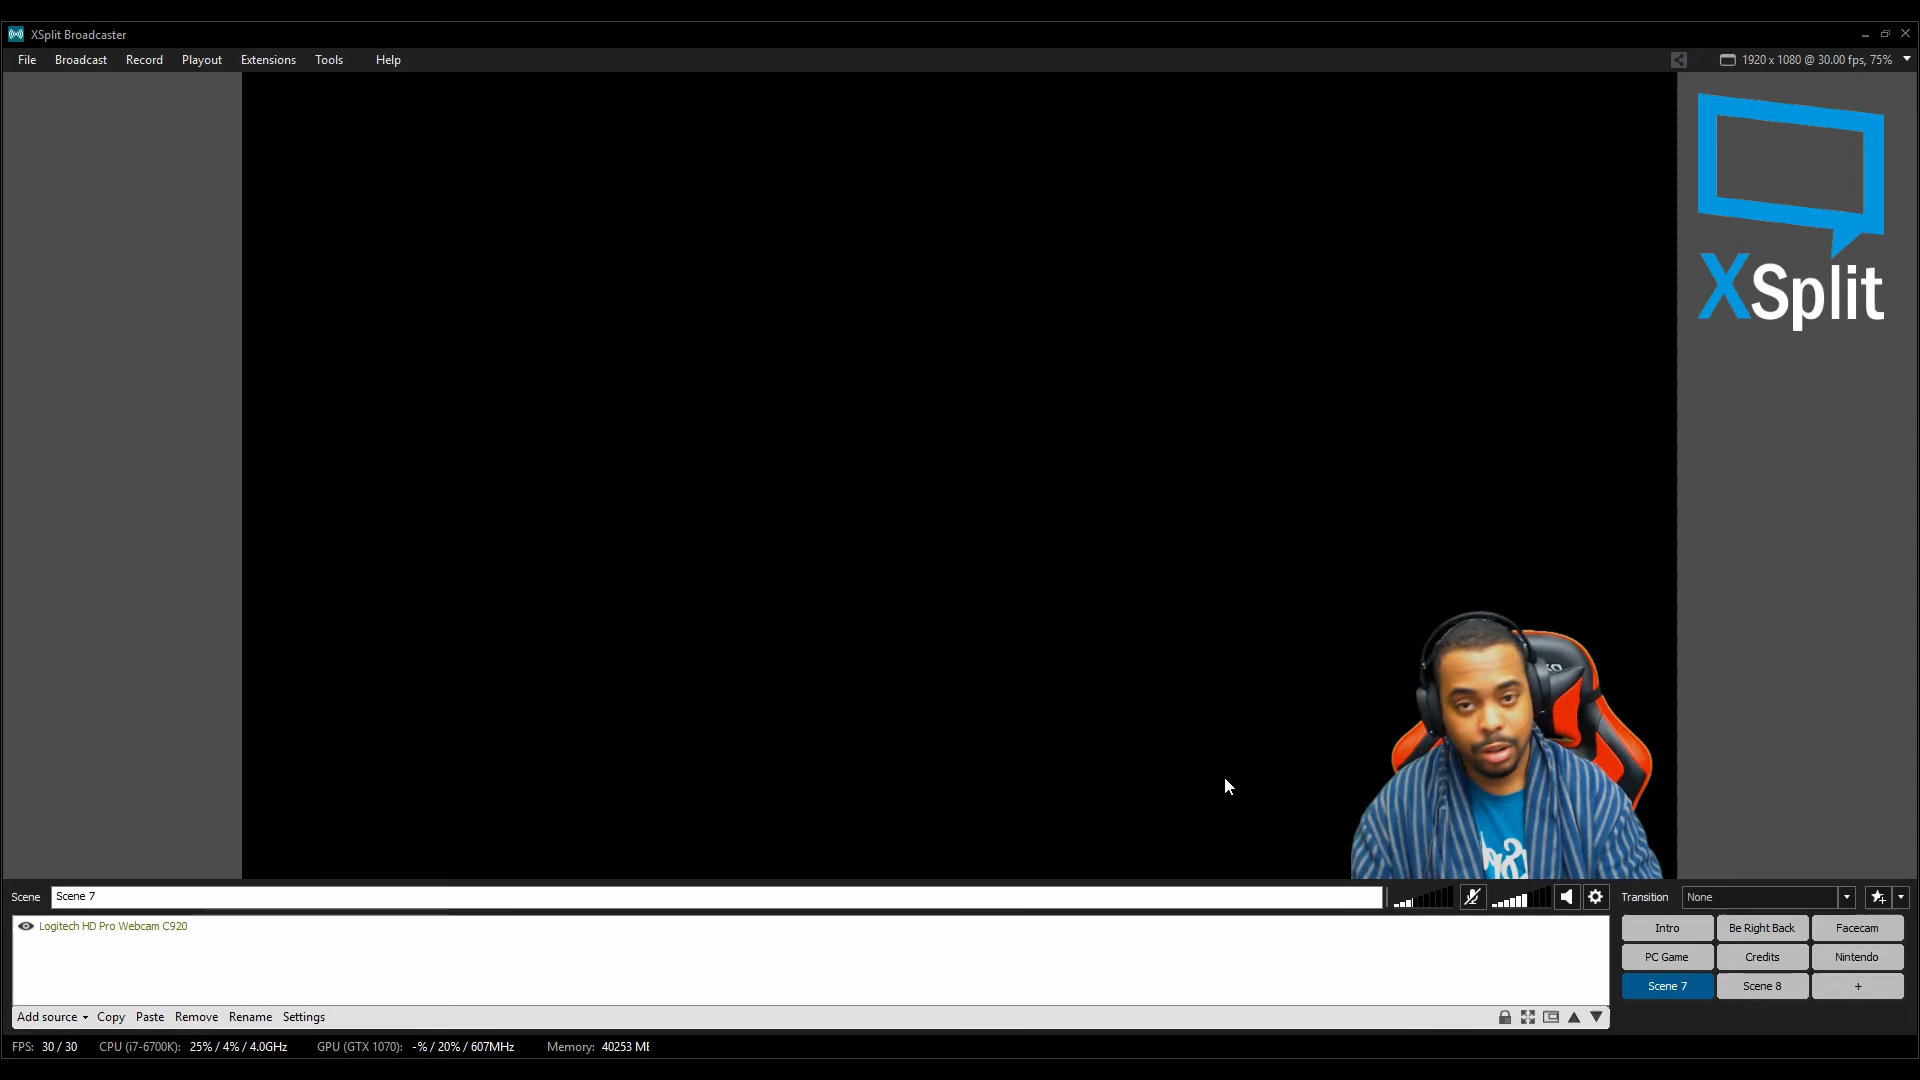 XSplit Broadcaster
File Broadcast Record Playout Extensions Tools Help
1920 x 1080 @ 30.00 fps, 75%
XSplit
Scene Scene 7
Transition None
Logitech HD Pro Webcam C920
Intro Be Right Back Facecam
PC Game Credits Nintendo
Scene 7 Scene 8 +
Add source Copy Paste Remove Rename Settings
FPS: 30 / 30 CPU (i7-6700K): 25% / 4% / 4.0GHz GPU (GTX 1070): -% / 20% / 607MHz Memory: 40253